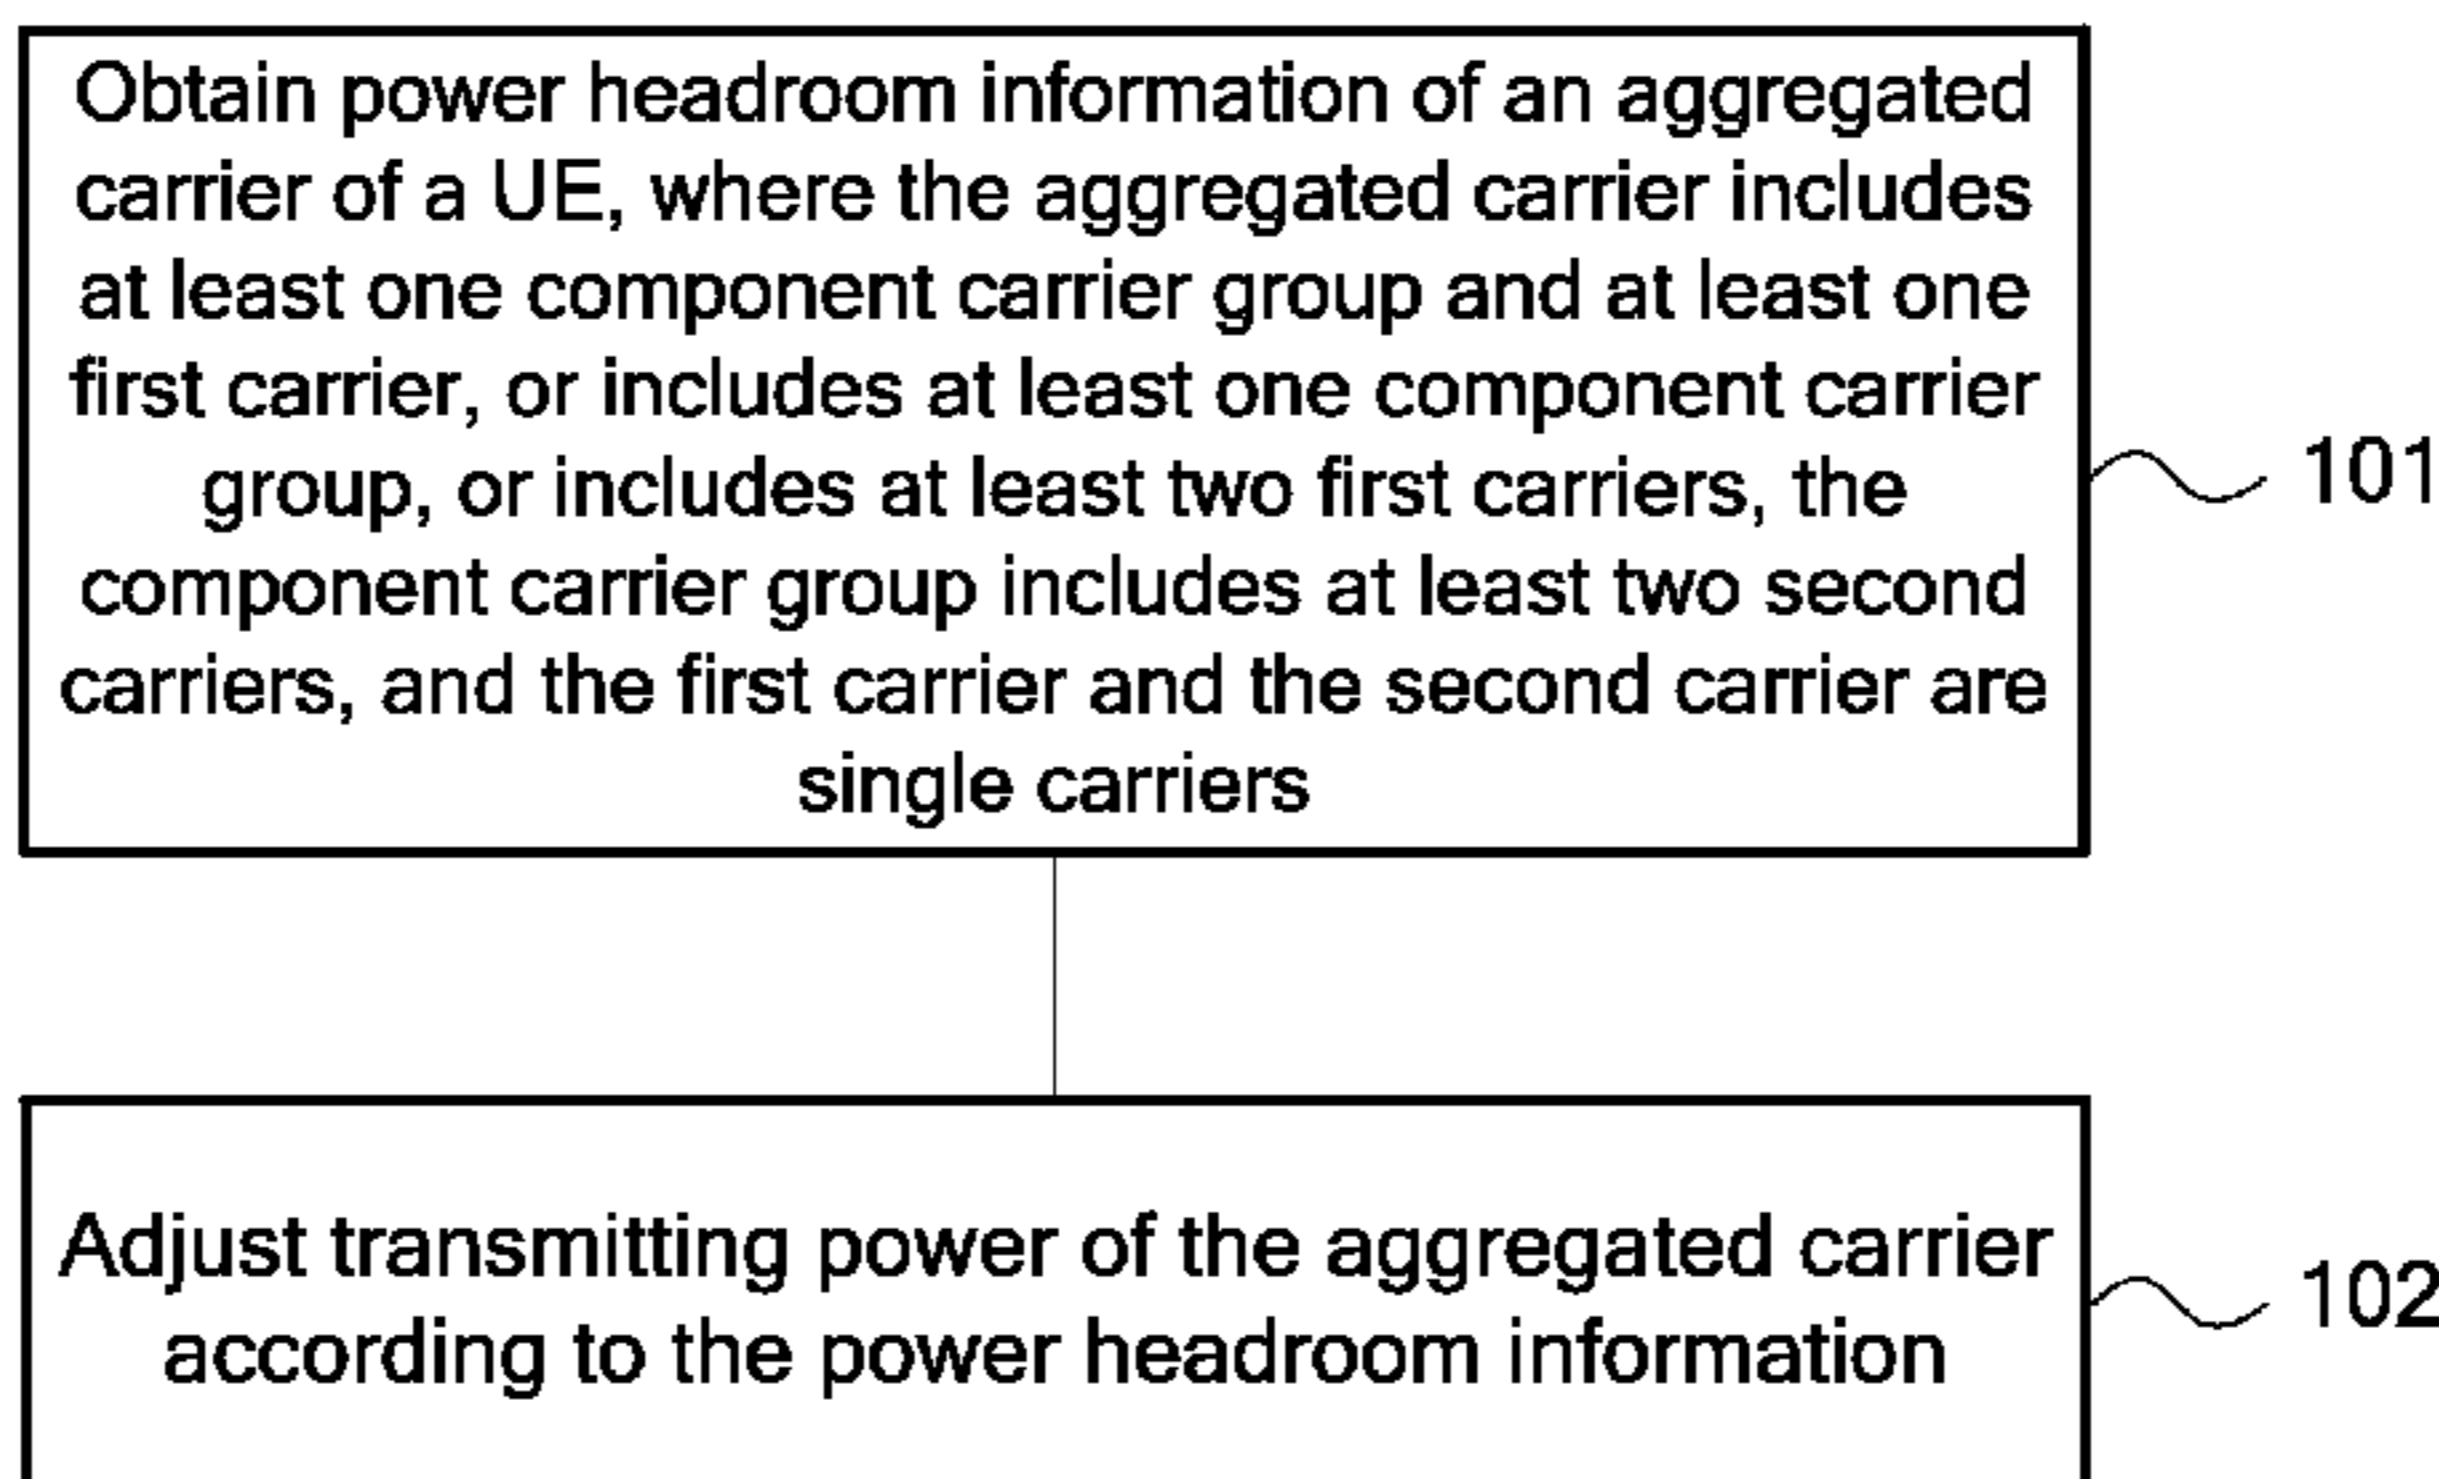 Obtain power headroom information of an aggregated
carrier of a UE, where the aggregated carrier includes
at least one component carrier group and at least one
first carrier, or includes at least one component carrier
group, or includes at least two first carriers, the
component carrier group includes at least two second
carriers, and the first carrier and the second carrier are
single carriers
101
Adjust transmitting power of the aggregated carrier
according to the power headroom information
102